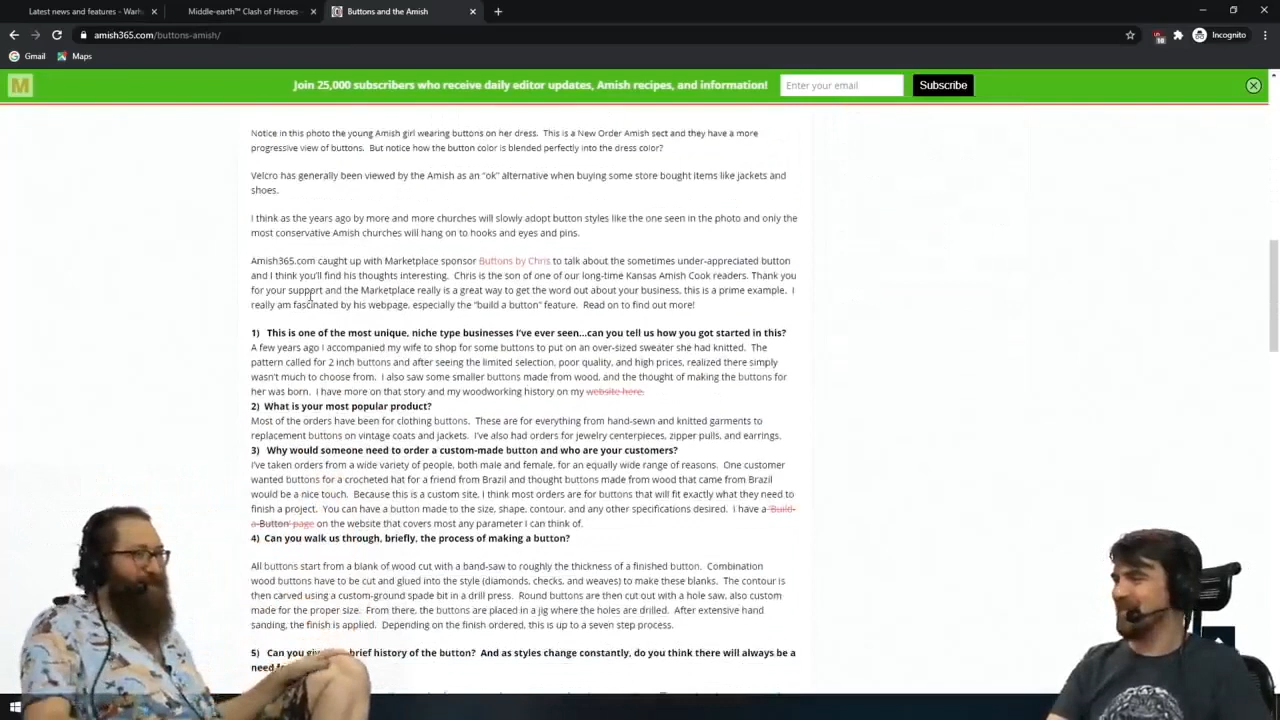 Latest news and features - Warh
Middle-earth™ Clash of Heroes
Buttons and the Amish
amish365.com/buttons-amish/
Incognito
Gmail
Maps
M
Join 25,000 subscribers who receive daily editor updates, Amish recipes, and information!
Enter your email
Subscribe
Notice in this photo the young Amish girl wearing buttons on her dress. This is a New Order Amish sect and they have a more
progressive view of buttons. But notice how the button color is blended perfectly into the dress color?
Velcro has generally been viewed by the Amish as an "ok" alternative when buying some store bought items like jackets and
shoes.
I think as the years ago by more and more churches will slowly adopt button styles like the one seen in the photo and only the
most conservative Amish churches will hang on to hooks and eyes and pins.
Amish365.com caught up with Marketplace sponsor Buttons by Chris to talk about the sometimes under-appreciated button
and I think you'll find his thoughts interesting. Chris is the son of one of our long-time Kansas Amish Cook readers. Thank you
for your support and the Marketplace really is a great way to get the word out about your business, this is a prime example. I
really am fascinated by his webpage, especially the "build a button" feature. Read on to find out more!
1) This is one of the most unique, niche type businesses I've ever seen...can you tell us how you got started in this?
A few years ago I accompanied my wife to shop for some buttons to put on an over-sized sweater she had knitted. The
pattern called for 2 inch buttons and after seeing the limited selection, poor quality, and high prices, realized there simply
wasn't much to choose from. I also saw some smaller buttons made from wood, and the thought of making the buttons for
her was born. I have more on that story and my woodworking history on my website here.
2) What is your most popular product?
Most of the orders have been for clothing buttons. These are for everything from hand-sewn and knitted garments to
replacement buttons on vintage coats and jackets. I've also had orders for jewelry centerpieces, zipper pulls, and earrings.
3) Why would someone need to order a custom-made button and who are your customers?
I've taken orders from a wide variety of people, both male and female, for an equally wide range of reasons. One customer
wanted buttons for a crocheted hat for a friend from Brazil and thought buttons made from wood that came from Brazil
would be a nice touch. Because this is a custom site, I think most orders are for buttons that will fit exactly what they need to
finish a project. You can have a button made to the size, shape, contour, and any other specifications desired. I have a 'Build-
a-Button' page on the website that covers most any parameter I can think of.
4) Can you walk us through, briefly, the process of making a button?
All buttons start from a blank of wood cut with a band-saw to roughly the thickness of a finished button. Combination
wood buttons have to be cut and glued into the style (diamonds, checks, and weaves) to make these blanks. The contour is
then carved using a custom-ground spade bit in a drill press. Round buttons are then cut out with a hole saw, also custom
made for the proper size. From there, the buttons are placed in a jig where the holes are drilled. After extensive hand
sanding, the finish is applied. Depending on the finish ordered, this is up to a seven step process.
5) Can you brief history of the button? And as styles change constantly, do you think there will always be a
need